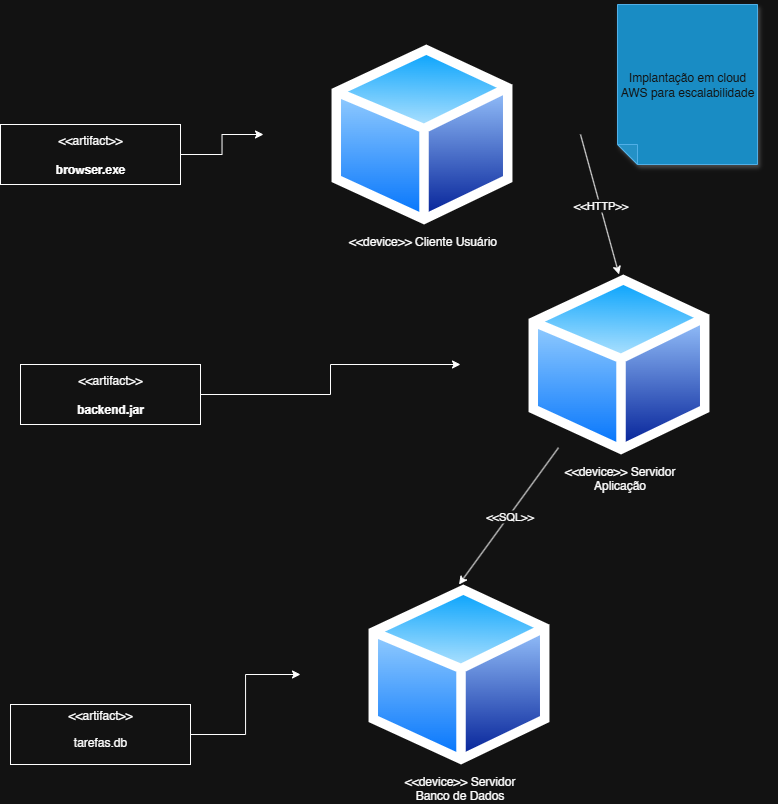 Implantação em cloud
AWS para escalabilidade
<<artifact>>
browser.exe
<<HTTP>>
<<device>> Cliente Usuário
<<artifact>>
backend.jar
<<device>> Servidor
Aplicação
<<SQL>>
<<artifact>>
tarefas.db
<<device>> Servidor
Banco de Dados